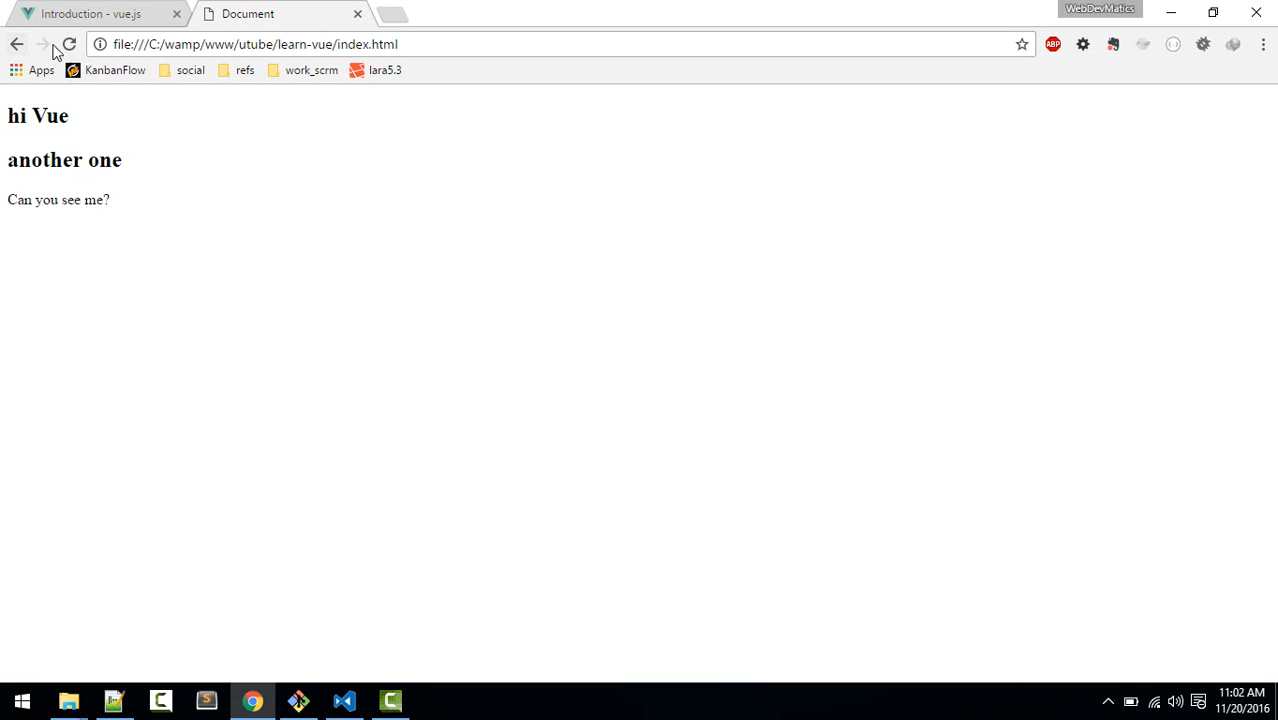 Introduction - vue.js
Document
WebDevMatics
file:///C:/wamp/www/utube/learn-vue/index.html
ABP
Apps
KanbanFlow
social
refs
work_scrm
lara5.3
hi Vue
another one
Can you see me?
11:02 AM
11/20/2016